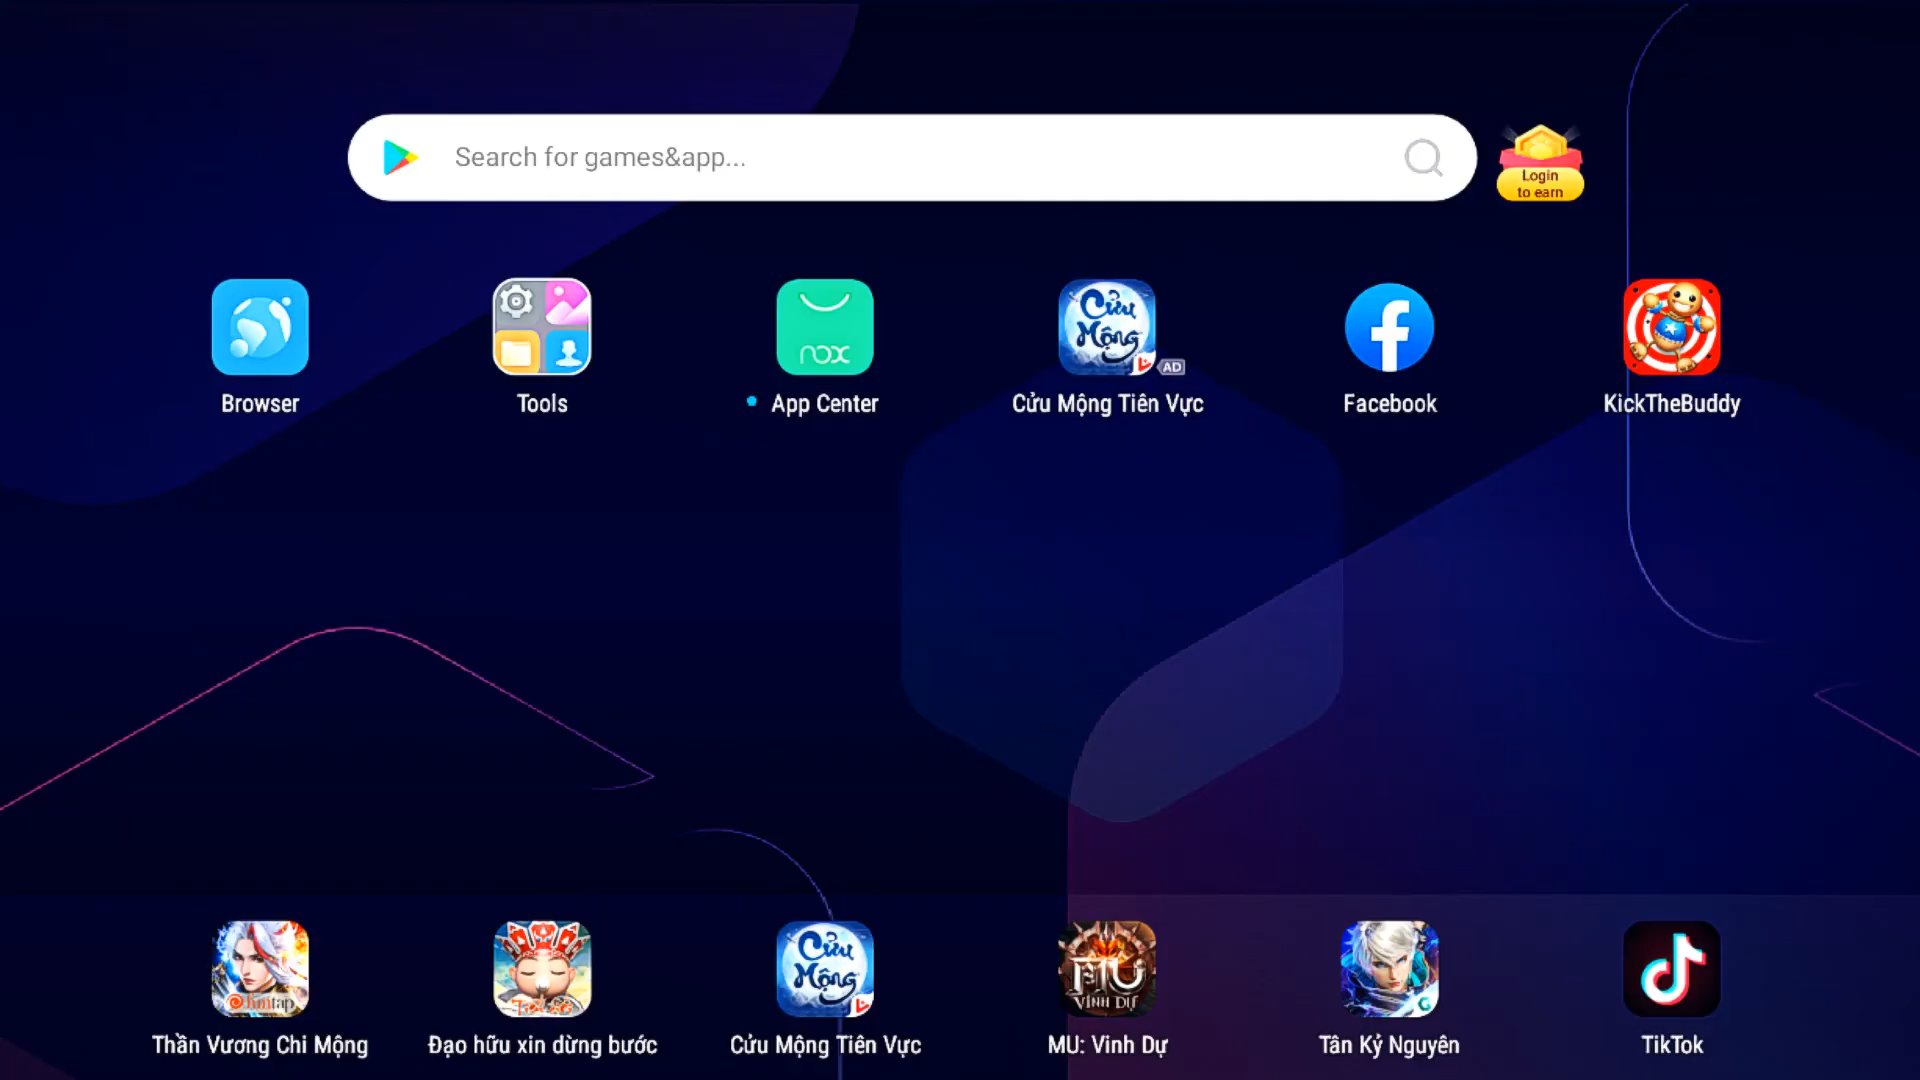 Search for games&app...
Login
to earn
nox
Cửu
Mộng
AD
Browser
Tools
App Center
Cửu Mộng Tiên Vực
Facebook
KickTheBuddy
funtap
Cửu
Mộng
MU
VINH DỰ
Thần Vương Chi Mộng
Đạo hữu xin dừng bước
Cửu Mộng Tiên Vực
MU: Vinh Dự
Tân Kỷ Nguyên
TikTok